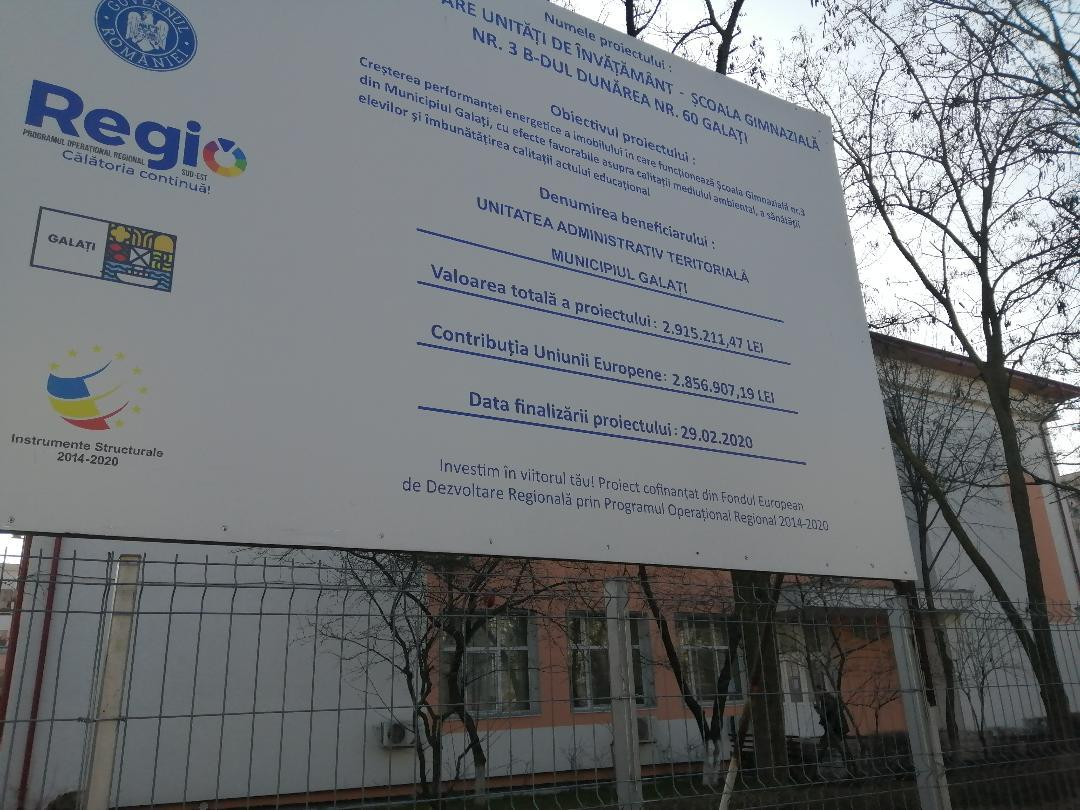 GUVERNUL ROMÂNIEI
Regio
PROGRAMUL OPERAȚIONAL REGIONAL
SUD-EST
Călătoria continuă!
GALAȚI
Instrumente Structurale
2014-2020
Numele proiectului :
ARE UNITĂȚI DE ÎNVĂȚĂMÂNT - ȘCOALA GIMNAZIALĂ
NR. 3 B-DUL DUNĂREA NR. 60 GALAȚI
Obiectivul proiectului :
Creșterea performanței energetice a imobilului in care funcționează Școala Gimnazială nr.3
din Municipiul Galați, cu efecte favorabile asupra calității mediului ambiental, a sănătății
elevilor și îmbunătățirea calitații actului educațional
Denumirea beneficiarului :
UNITATEA ADMINISTRATIV TERITORIALĂ
MUNICIPIUL GALAȚI
Valoarea totală a proiectului : 2.915.211,47 LEI
Contribuția Uniunii Europene: 2.856.907,19 LEI
Data finalizării proiectului : 29.02.2020
Investim în viitorul tău! Proiect cofinanțat din Fondul European
de Dezvoltare Regională prin Programul Operațional Regional 2014-2020